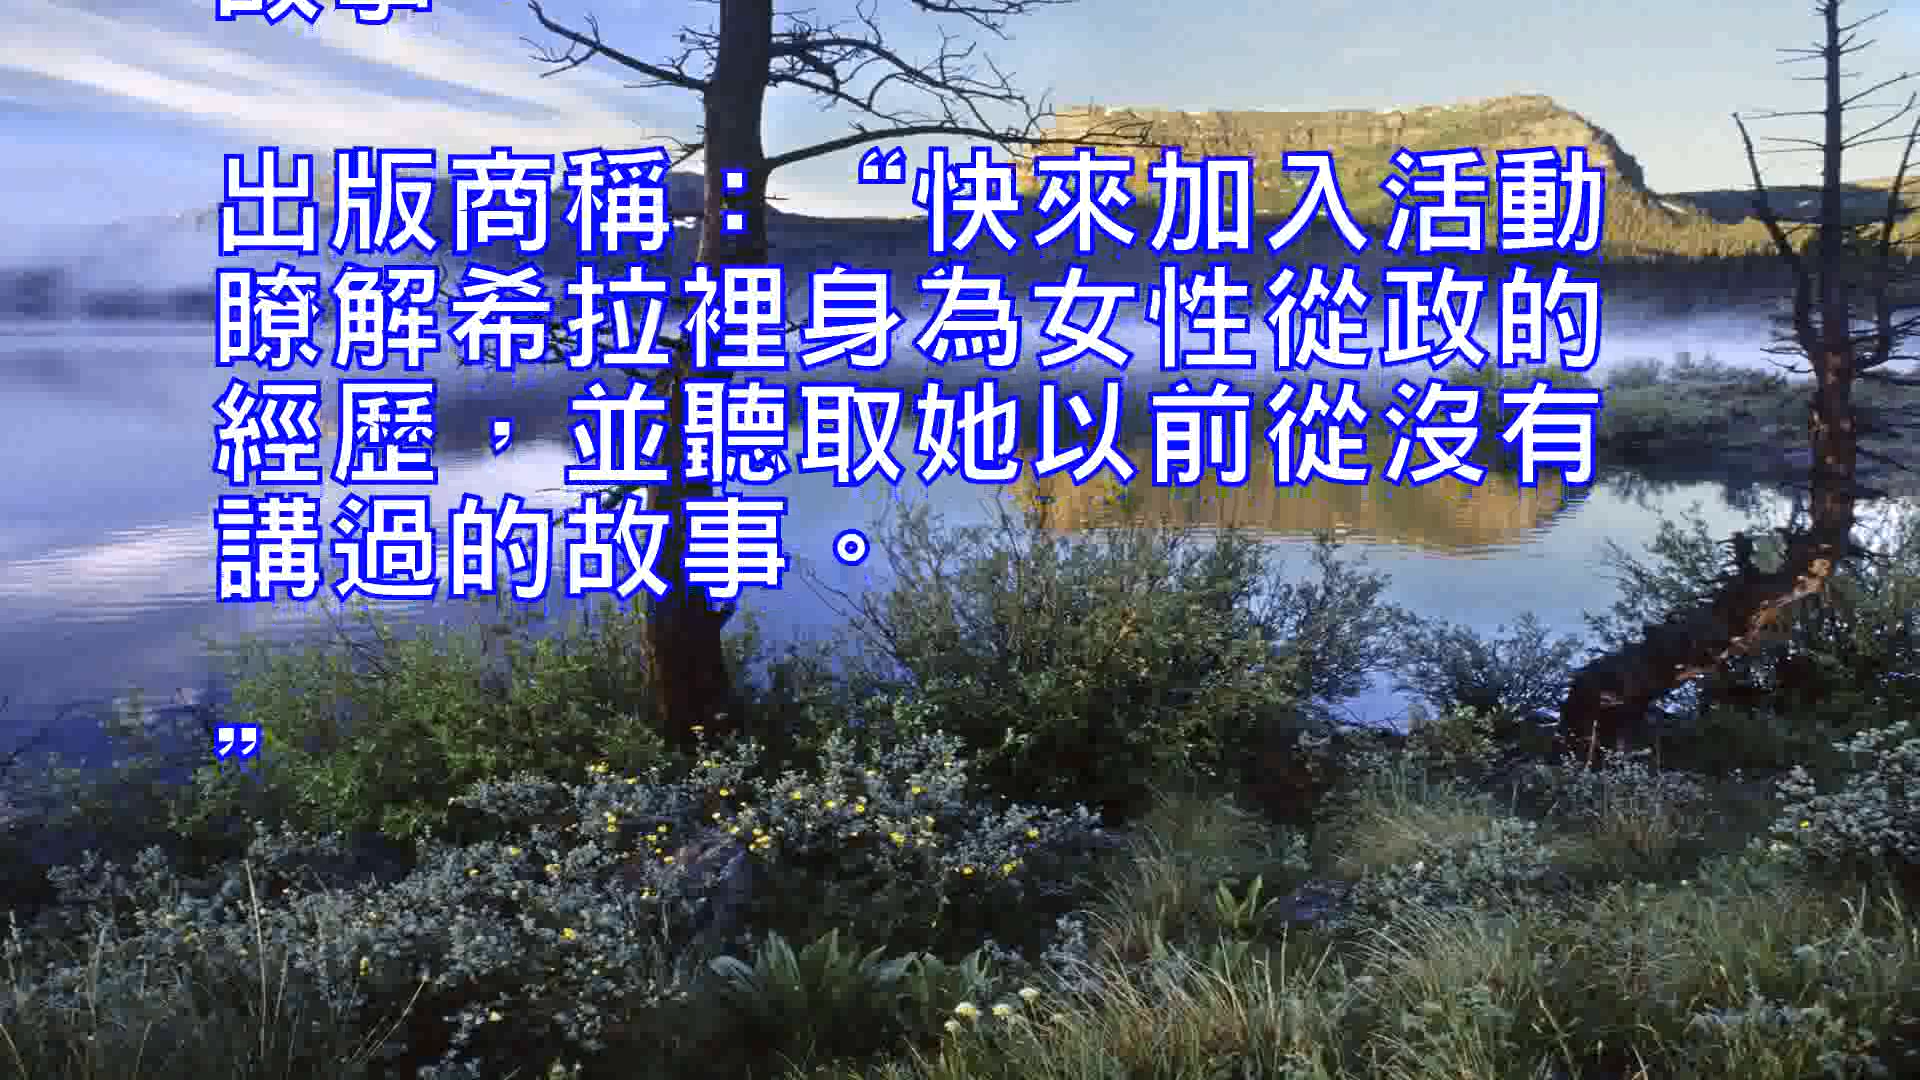 故事
出版商稱：“快來加入活動
瞭解希拉裡身為女性從政的
經歷，並聽取她以前從沒有
講過的故事。
”